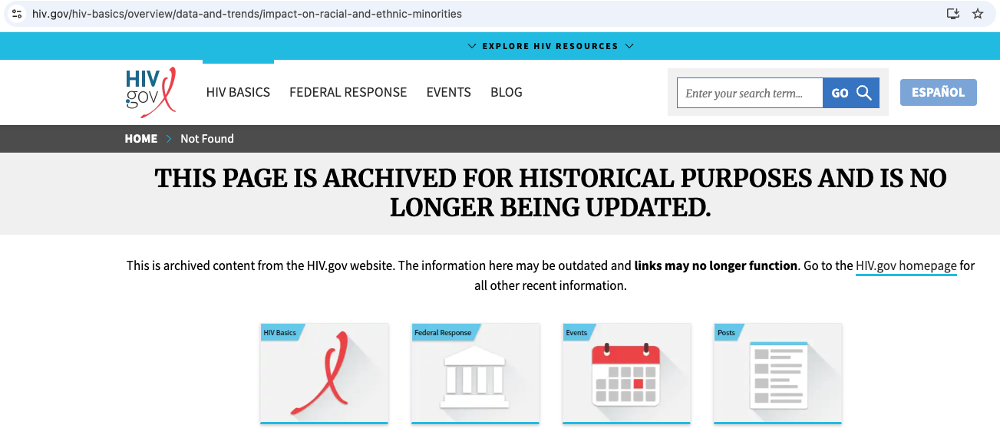 hiv.gov/hiv-basics/overview/data-and-trends/impact-on-racial-and-ethnic-minorities
EXPLORE HIV RESOURCES
HIV
gov
HIV BASICS
FEDERAL RESPONSE
EVENTS
BLOG
Enter your search term...
GO
ESPAÑOL
HOME
Not Found
THIS PAGE IS ARCHIVED FOR HISTORICAL PURPOSES AND IS NO
LONGER BEING UPDATED.
This is archived content from the HIV.gov website. The information here may be outdated and links may no longer function. Go to the HIV.gov homepage for
all other recent information.
HIV Basics
Federal Response
Events
Posts